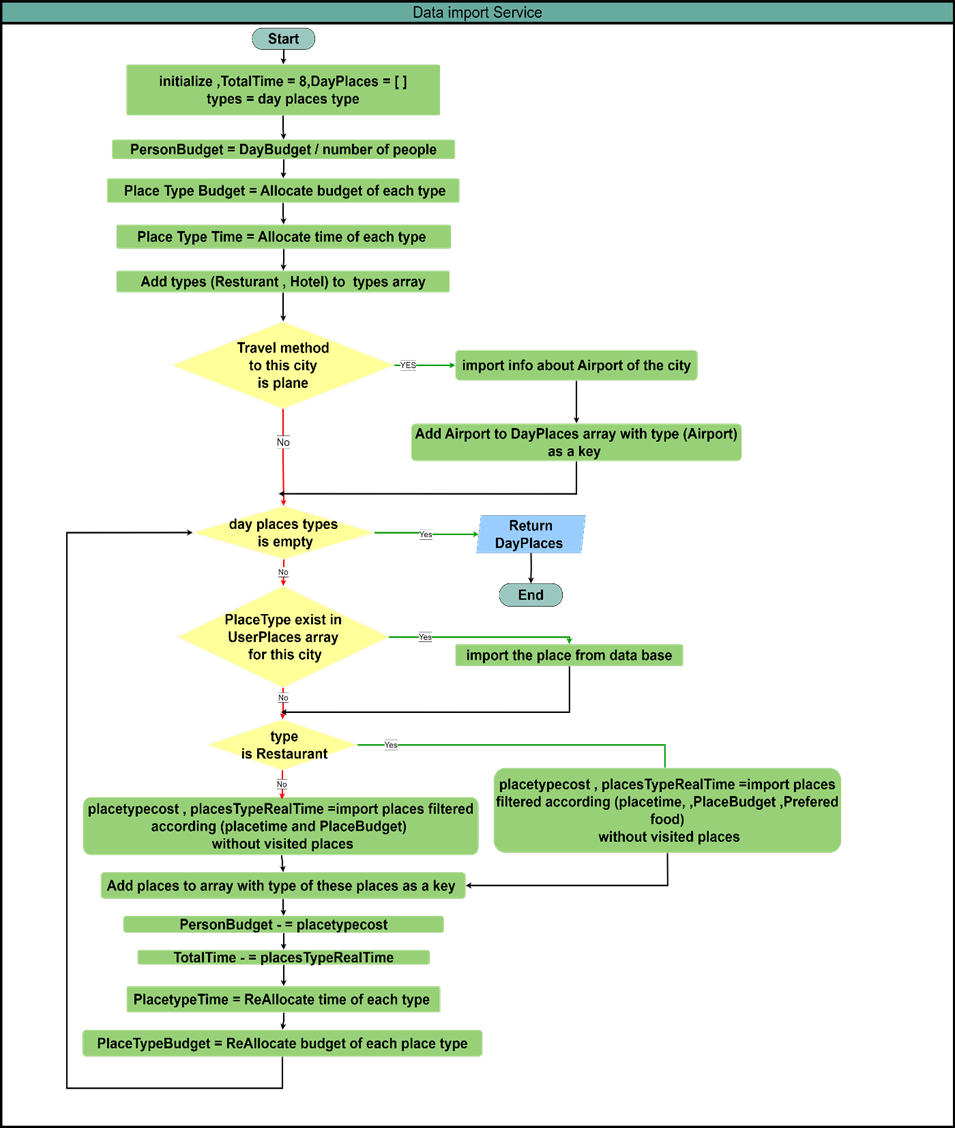 Data import Service
Start
initialize ,TotalTime = 8,DayPlaces = [ ]
types = day places type
PersonBudget = DayBudget / number of people
Place Type Budget = Allocate budget of each type
Place Type Time = Allocate time of each type
Add types (Resturant , Hotel) to types array
Travel method
to this city
is plane
YES
import info about Airport of the city
No
Add Airport to DayPlaces array with type (Airport)
as a key
day places types
is empty
Yes
Return
DayPlaces
No
End
PlaceType exist in
UserPlaces array
for this city
Yes
import the place from data base
No
type
is Restaurant
Yes
No
placetypecost , placesTypeRealTime =import places
filtered according (placetime, ,PlaceBudget ,Prefered
food)
without visited places
placetypecost , placesTypeRealTime =import places filtered
according (placetime and PlaceBudget)
without visited places
Add places to array with type of these places as a key
PersonBudget - = placetypecost
TotalTime - = placesTypeRealTime
PlacetypeTime = ReAllocate time of each type
PlaceTypeBudget = ReAllocate budget of each place type